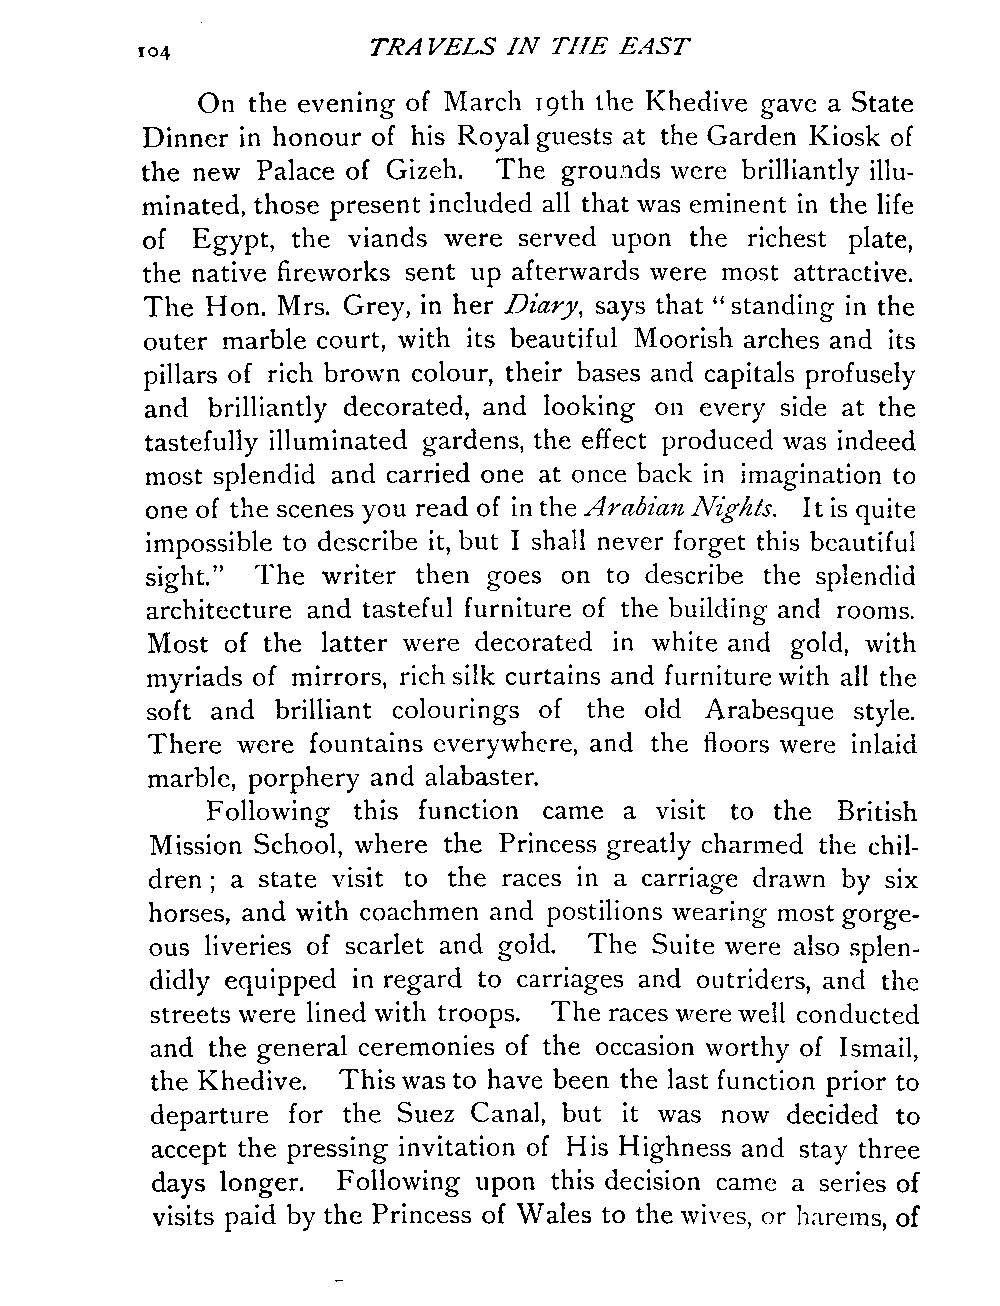 104 TRAVELS IN THE EAST
On the evening of March 19th the Khedive gave a State
Dinner in honour of his Royal guests at the Garden Kiosk of
the new Palace of Gizeh. The grounds were brilliantly illu-
minated, those present included all that was eminent in the life
of Egypt, the viands were served upon the richest plate,
the native fireworks sent up afterwards were most attractive.
The Hon. Mrs. Grey, in her Diary, says that “standing in the
outer marble court, with its beautiful Moorish arches and its
pillars of rich brown colour, their bases and capitals profusely
and brilliantly decorated, and looking on every side at the
tastefully illuminated gardens, the effect produced was indeed
most splendid and carried one at once back in imagination to
one of the scenes you read of in the Arabian Nights. It is quite
impossible to describe it, but I shall never forget this beautiful
sight.” The writer then goes on to describe the splendid
architecture and tasteful furniture of the building and rooms.
Most of the latter were decorated in white and gold, with
myriads of mirrors, rich silk curtains and furniture with all the
soft and brilliant colourings of the old Arabesque style.
There were fountains everywhere, and the floors were inlaid
marble, porphery and alabaster.
Following this function came a visit to the British
Mission School, where the Princess greatly charmed the chil-
dren ; a state visit to the races in a carriage drawn by six
horses, and with coachmen and postilions wearing most gorge-
ous liveries of scarlet and gold. The Suite were also splen-
didly equipped in regard to carriages and outriders, and the
streets were lined with troops. The races were well conducted
and the general ceremonies of the occasion worthy of Ismail,
the Khedive. This was to have been the last function prior to
departure for the Suez Canal, but it was now decided to
accept the pressing invitation of His Highness and stay three
days longer. Following upon this decision came a series of
visits paid by the Princess of Wales to the wives, or harems, of